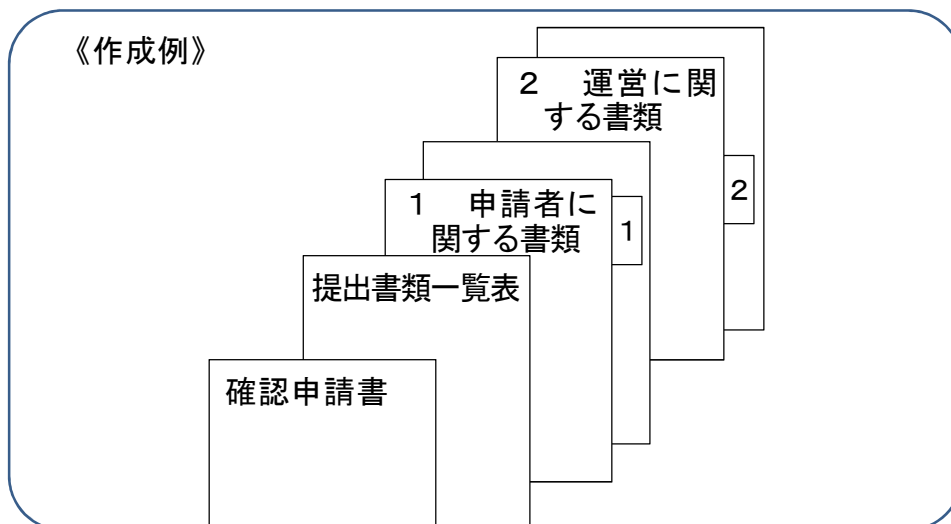 《作成例》
２　運営に関
する書類
2
１　申請者に
関する書類
1
提出書類一覧表
確認申請書